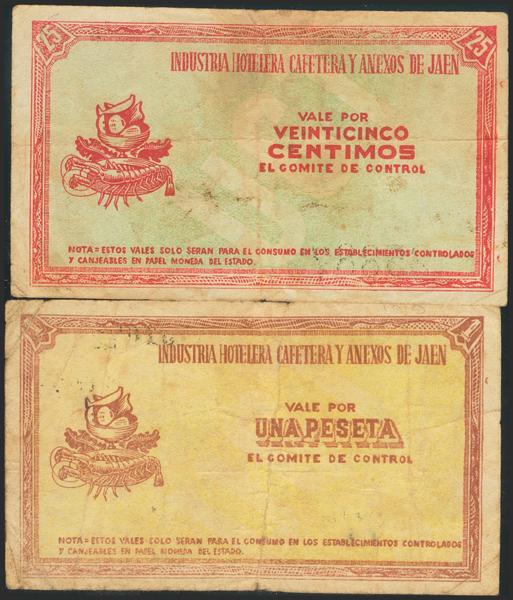 25 25
INDUSTRIA HOTELERA CAFETERA Y ANEXOS DE JAEN
VALE POR
VEINTICINCO
CENTIMOS
EL COMITE DE CONTROL
NOTA = ESTOS VALES SOLO SERAN PARA EL CONSUMO EN LOS ESTABLECIMIENTOS CONTROLADOS
Y CANJEABLES EN PAPEL MONEDA DEL ESTADO.
1 1
INDUSTRIA HOTELERA CAFETERA Y ANEXOS DE JAEN
VALE POR
UNA PESETA
EL COMITE DE CONTROL
NOTA = ESTOS VALES SOLO SERAN PARA EL CONSUMO EN LOS ESTABLECIMIENTOS CONTROLADOS
Y CANJEABLES EN PAPEL MONEDA DEL ESTADO.